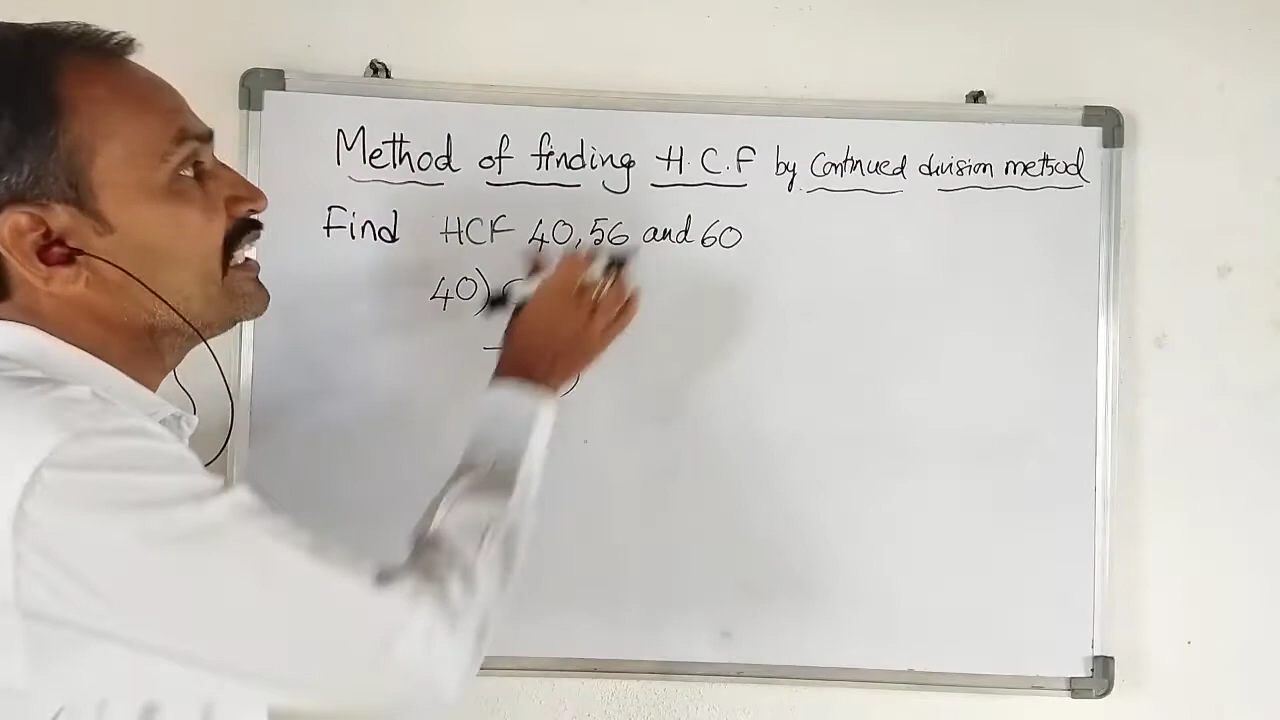 Method of finding H.C.F by Continued division method
Find HCF 40, 56 and 60
40)